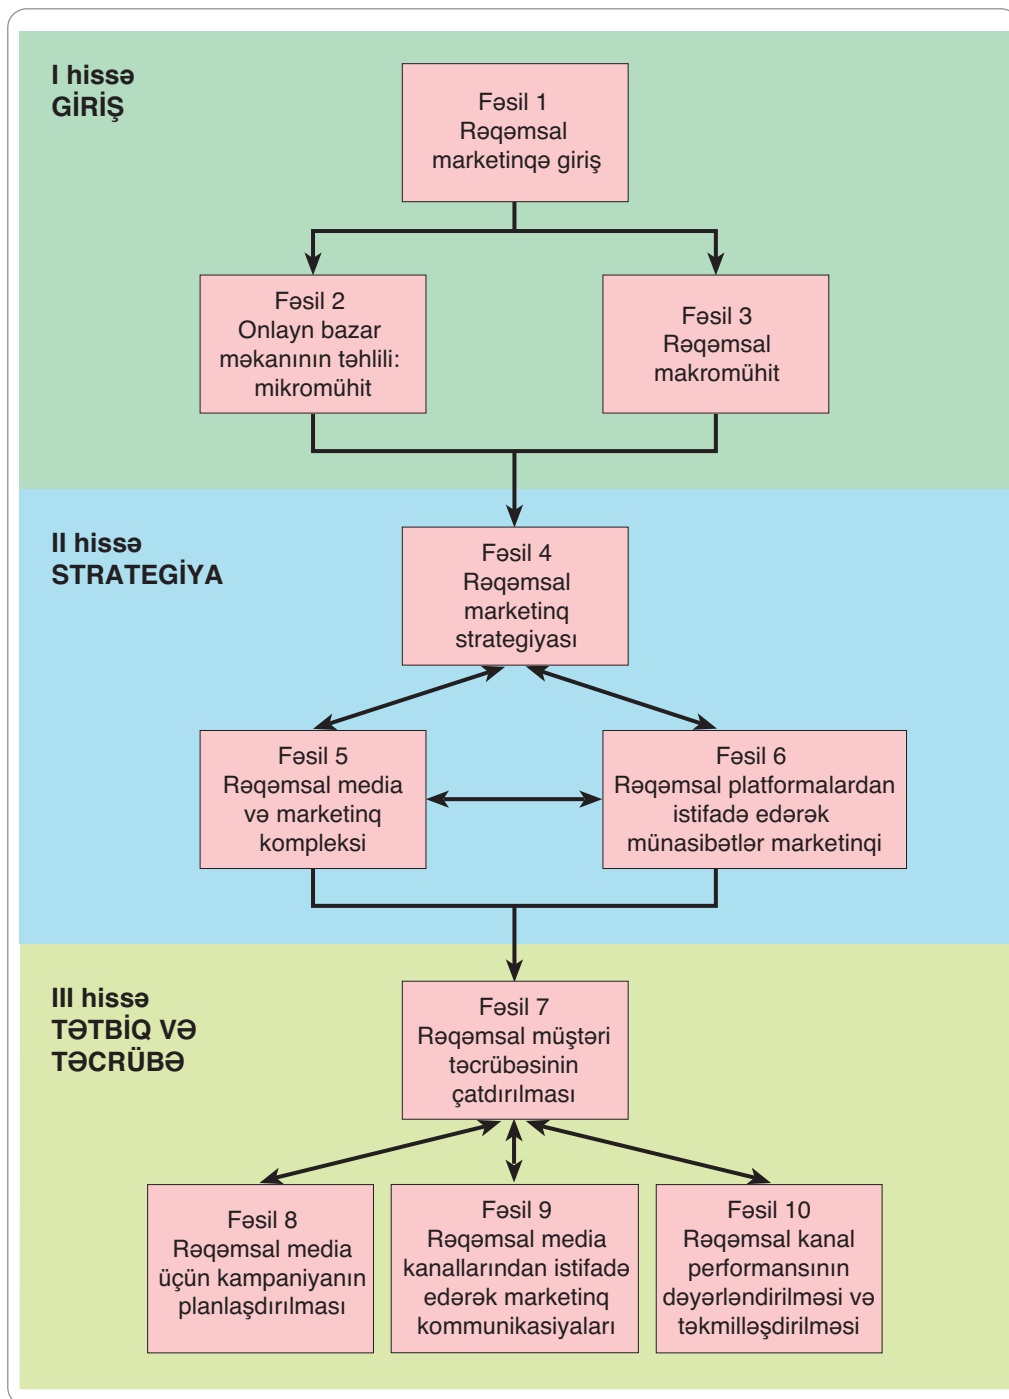 I hissə
GİRİŞ
Fəsil 1
Rəqəmsal
marketinqə giriş
Fəsil 2
Onlayn bazar
məkanının təhlili:
mikromühit
Fəsil 3
Rəqəmsal
makromühit
II hissə
STRATEGİYA
Fəsil 4
Rəqəmsal
marketinq
strategiyası
Fəsil 5
Rəqəmsal media
və marketinq
kompleksi
Fəsil 6
Rəqəmsal platformalardan
istifadə edərək
münasibətlər marketinqi
III hissə
TƏTBİQ VƏ
TƏCRÜBƏ
Fəsil 7
Rəqəmsal müştəri
təcrübəsinin
çatdırılması
Fəsil 8
Rəqəmsal media
üçün kampaniyanın
planlaşdırılması
Fəsil 9
Rəqəmsal media
kanallarından istifadə
edərək marketinq
kommunikasiyaları
Fəsil 10
Rəqəmsal kanal
performansının
dəyərləndirilməsi və
təkmilləşdirilməsi